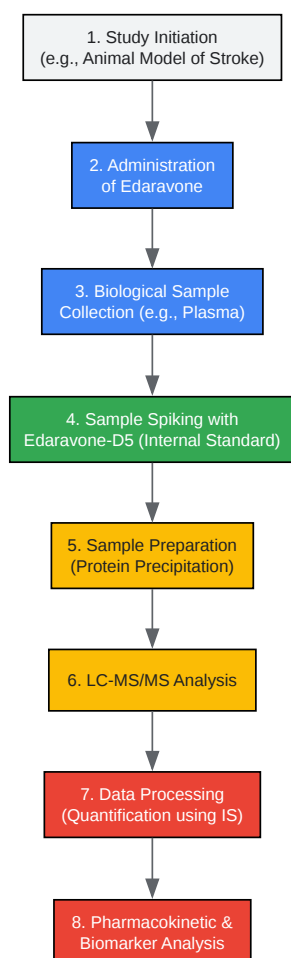 1. Study Initiation
(e.g., Animal Model of Stroke)
2. Administration
of Edaravone
3. Biological Sample
Collection (e.g., Plasma)
4. Sample Spiking with
Edaravone-D5 (Internal Standard)
5. Sample Preparation
(Protein Precipitation)
6. LC-MS/MS Analysis
7. Data Processing
(Quantification using IS)
8. Pharmacokinetic &
Biomarker Analysis